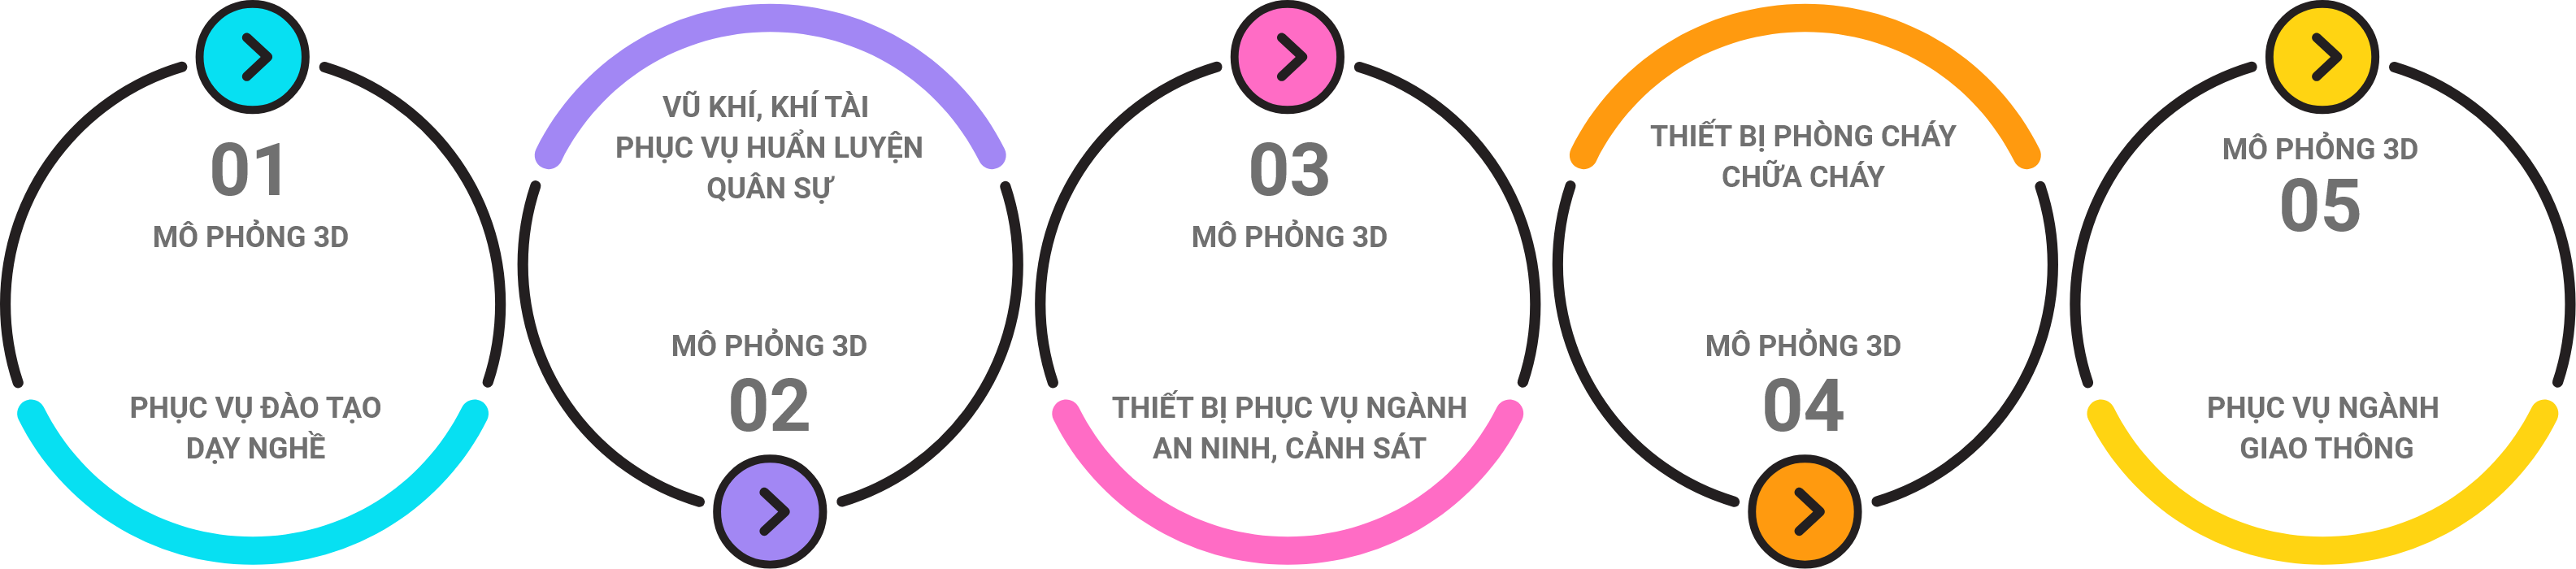 01
MÔ PHỎNG 3D
PHỤC VỤ ĐÀO TẠO
DẠY NGHỀ
VŨ KHÍ, KHÍ TÀI
PHỤC VỤ HUẤN LUYỆN
QUÂN SỰ
MÔ PHỎNG 3D
02
03
MÔ PHỎNG 3D
THIẾT BỊ PHỤC VỤ NGÀNH
AN NINH, CẢNH SÁT
THIẾT BỊ PHÒNG CHÁY
CHỮA CHÁY
MÔ PHỎNG 3D
04
MÔ PHỎNG 3D
05
PHỤC VỤ NGÀNH
GIAO THÔNG